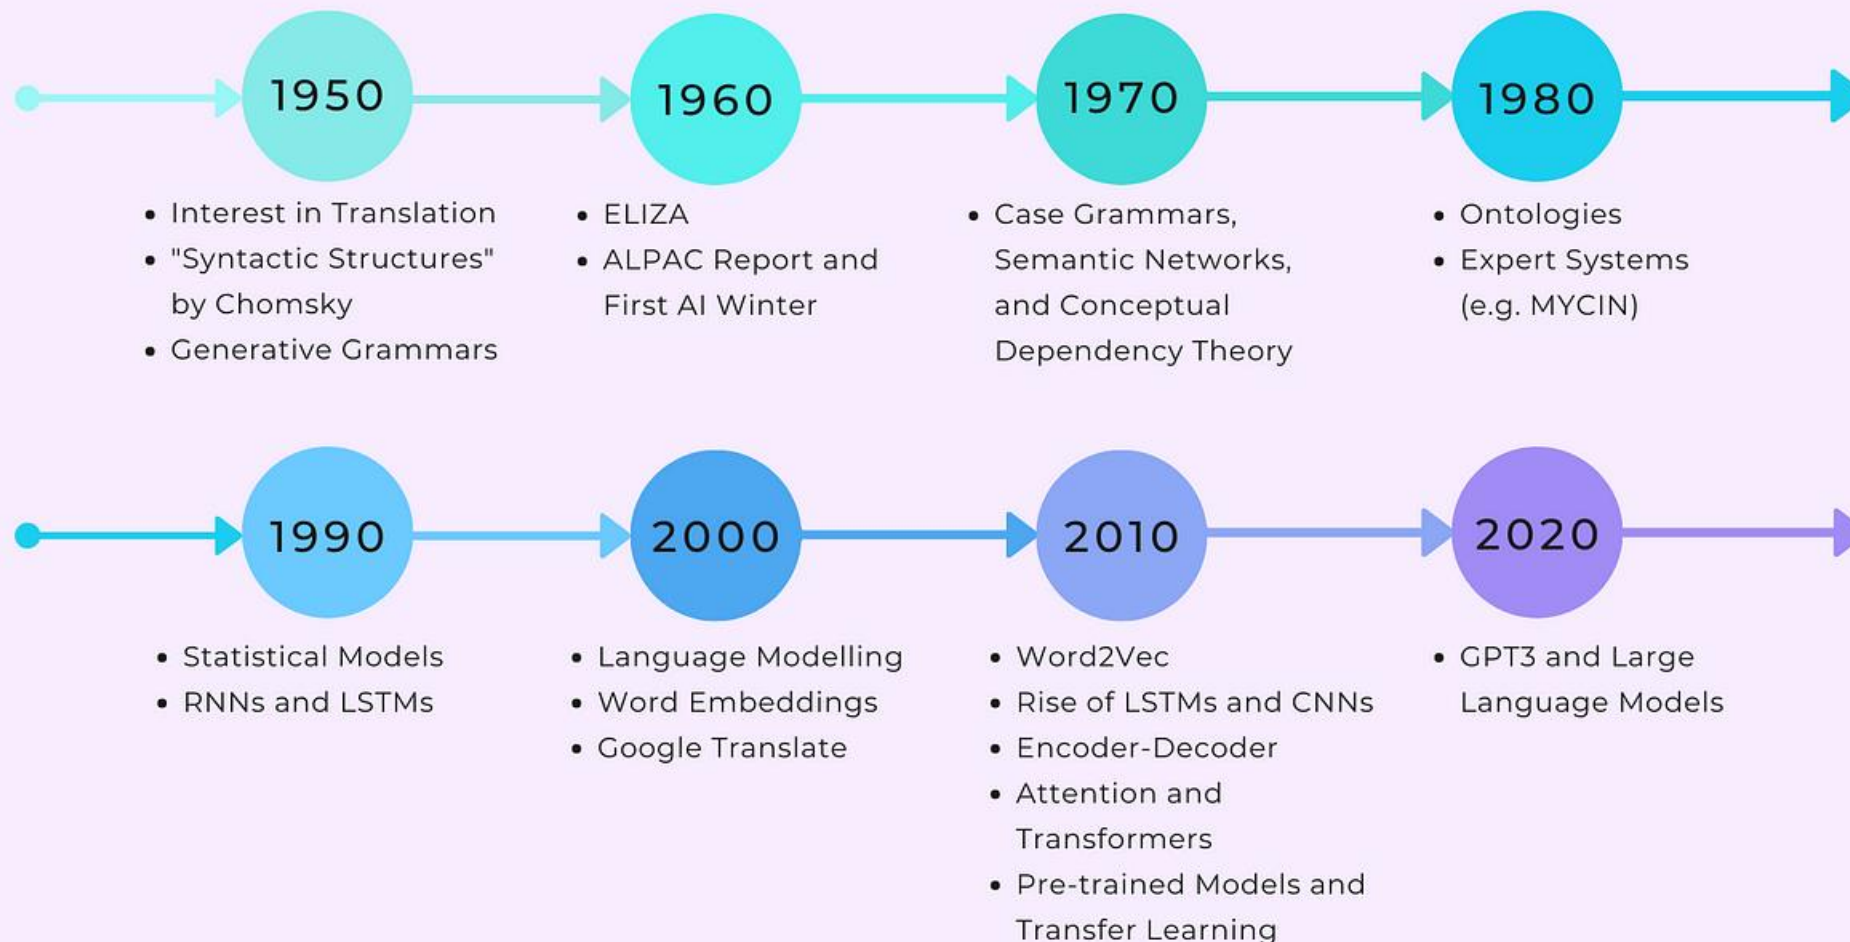 1950
• Interest in Translation
• "Syntactic Structures"
by Chomsky
• Generative Grammars
1960
• ELIZA
• ALPAC Report and
First AI Winter
1970
• Case Grammars,
Semantic Networks,
and Conceptual
Dependency Theory
1980
• Ontologies
• Expert Systems
(e.g. MYCIN)
1990
• Statistical Models
• RNNs and LSTMs
2000
• Language Modelling
• Word Embeddings
• Google Translate
2010
• Word2Vec
• Rise of LSTMs and CNNs
• Encoder-Decoder
• Attention and
Transformers
• Pre-trained Models and
Transfer Learning
2020
• GPT3 and Large
Language Models